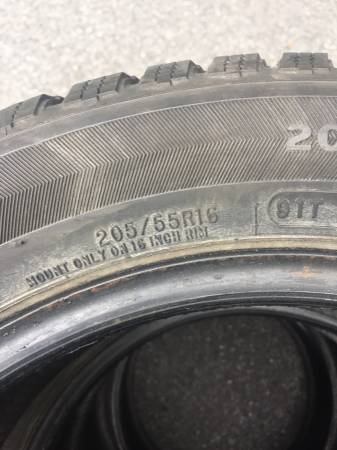 20
205/55R16
91T
MOUNT ONLY ON 16 INCH RIM